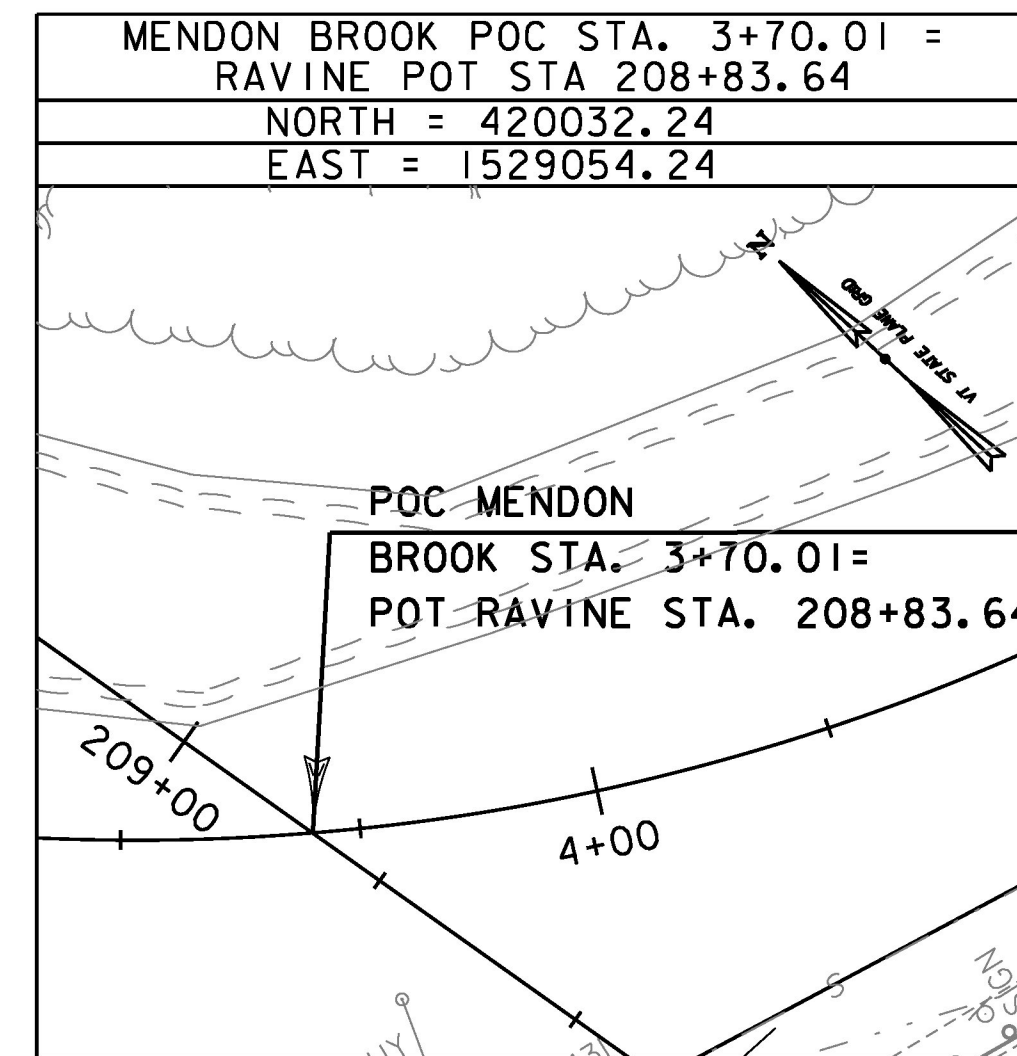 MENDON BROOK POC STA. 3+70.01 =
RAVINE POT STA 208+83.64
NORTH = 420032.24
EAST = 1529054.24
N
VT STATE PLANE GRID
POC MENDON
BROOK STA. 3+70.01=
POT RAVINE STA. 208+83.64
209+00
4+00
S